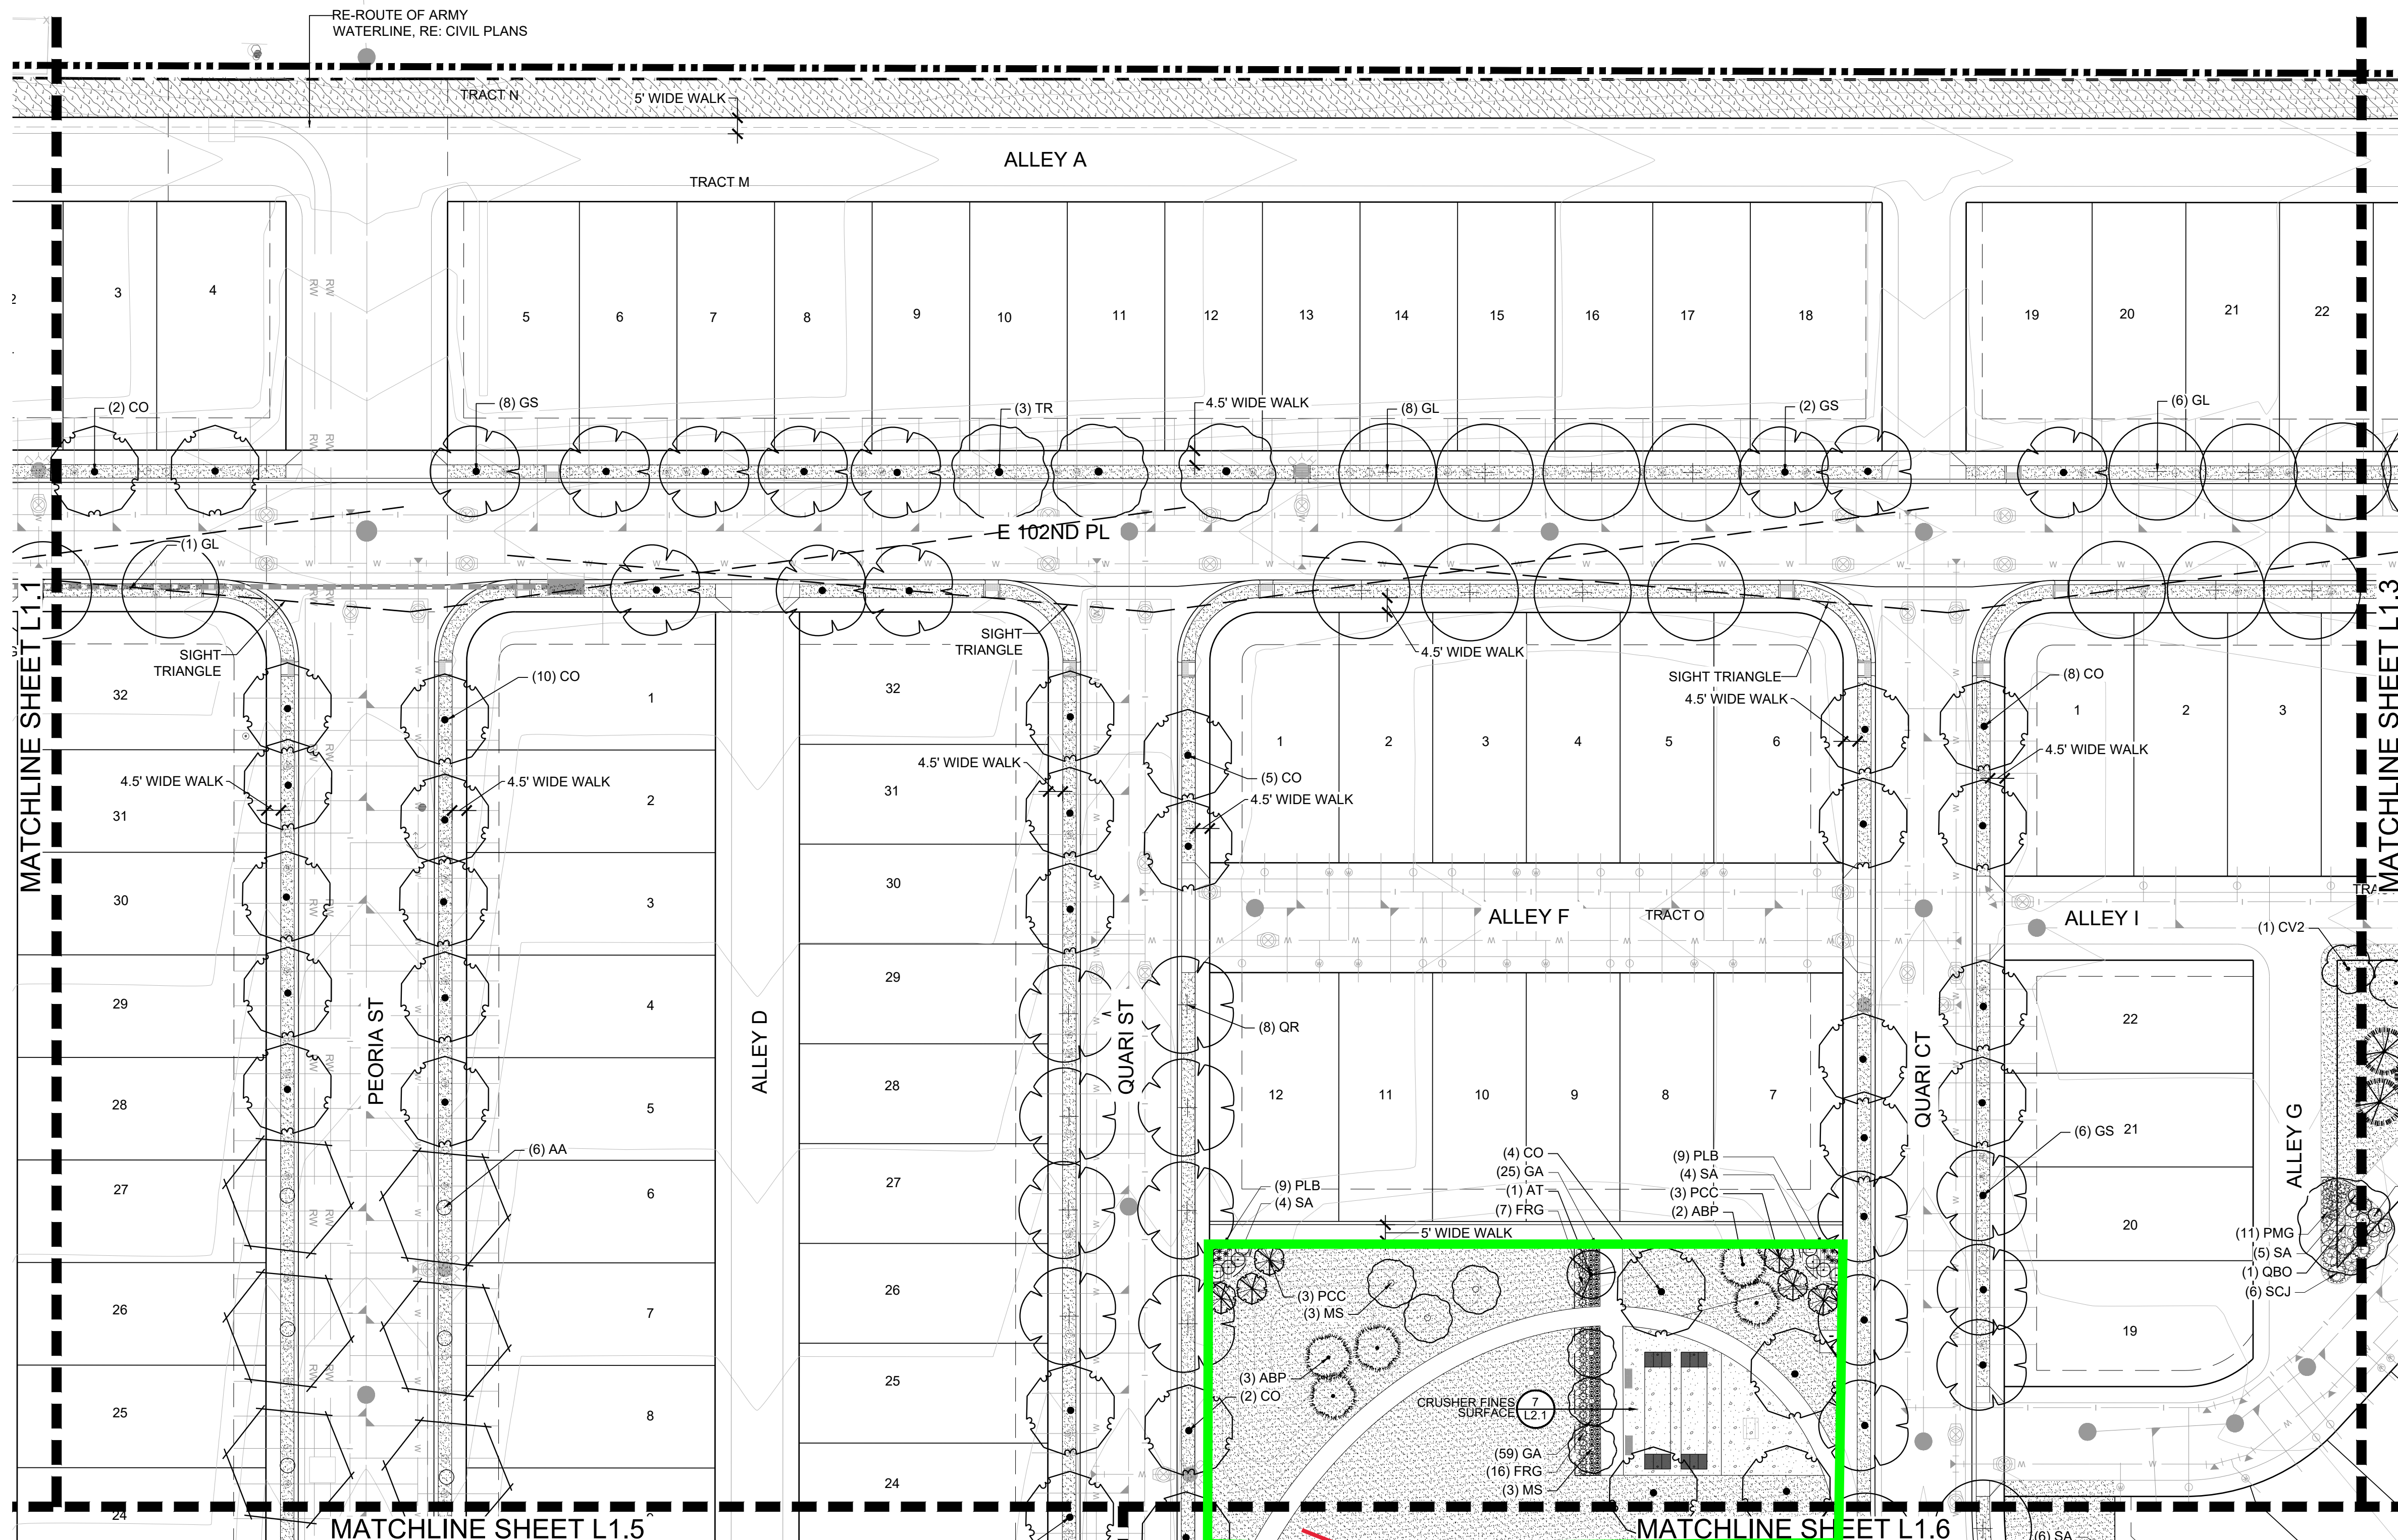 RE-ROUTE OF ARMY
WATERLINE, RE: CIVIL PLANS
TRACT N
5' WIDE WALK
ALLEY A
TRACT M
2
3
4
5
6
7
8
9
10
11
12
13
14
15
16
17
18
19
20
21
22
RW
RW
(2) CO
(8) GS
(3) TR
4.5' WIDE WALK
(8) GL
(2) GS
(6) GL
RW
RW
E 102ND PL
(1) GL
MATCHLINE SHEET L1.1
MATCHLINE SHEET L1.3
SIGHT
TRIANGLE
SIGHT
TRIANGLE
4.5' WIDE WALK
SIGHT TRIANGLE
4.5' WIDE WALK
32
(10) CO
1
32
(8) CO
1
2
3
4
5
6
1
2
3
4.5' WIDE WALK
4.5' WIDE WALK
4.5' WIDE WALK
4.5' WIDE WALK
(5) CO
4.5' WIDE WALK
31
2
31
30
3
30
ALLEY F
TRACT O
ALLEY I
TRA
(1) CV2
29
PEORIA ST
4
ALLEY D
29
QUARI ST
(8) QR
QUARI CT
22
28
5
28
12
11
10
9
8
7
ALLEY G
(6) GS
21
(6) AA
27
6
27
(9) PLB
(4) SA
(4) CO
(25) GA
(1) AT
(7) FRG
(9) PLB
(4) SA
(3) PCC
(2) ABP
5' WIDE WALK
20
(11) PMG
(5) SA
(1) QBO
(6) SCJ
26
7
26
(3) PCC
(3) MS
19
25
8
25
(3) ABP
(2) CO
CRUSHER FINES
SURFACE
7
L2.1
(59) GA
(16) FRG
(3) MS
24
24
MATCHLINE SHEET L1.5
MATCHLINE SHEET L1.6
(6) SA